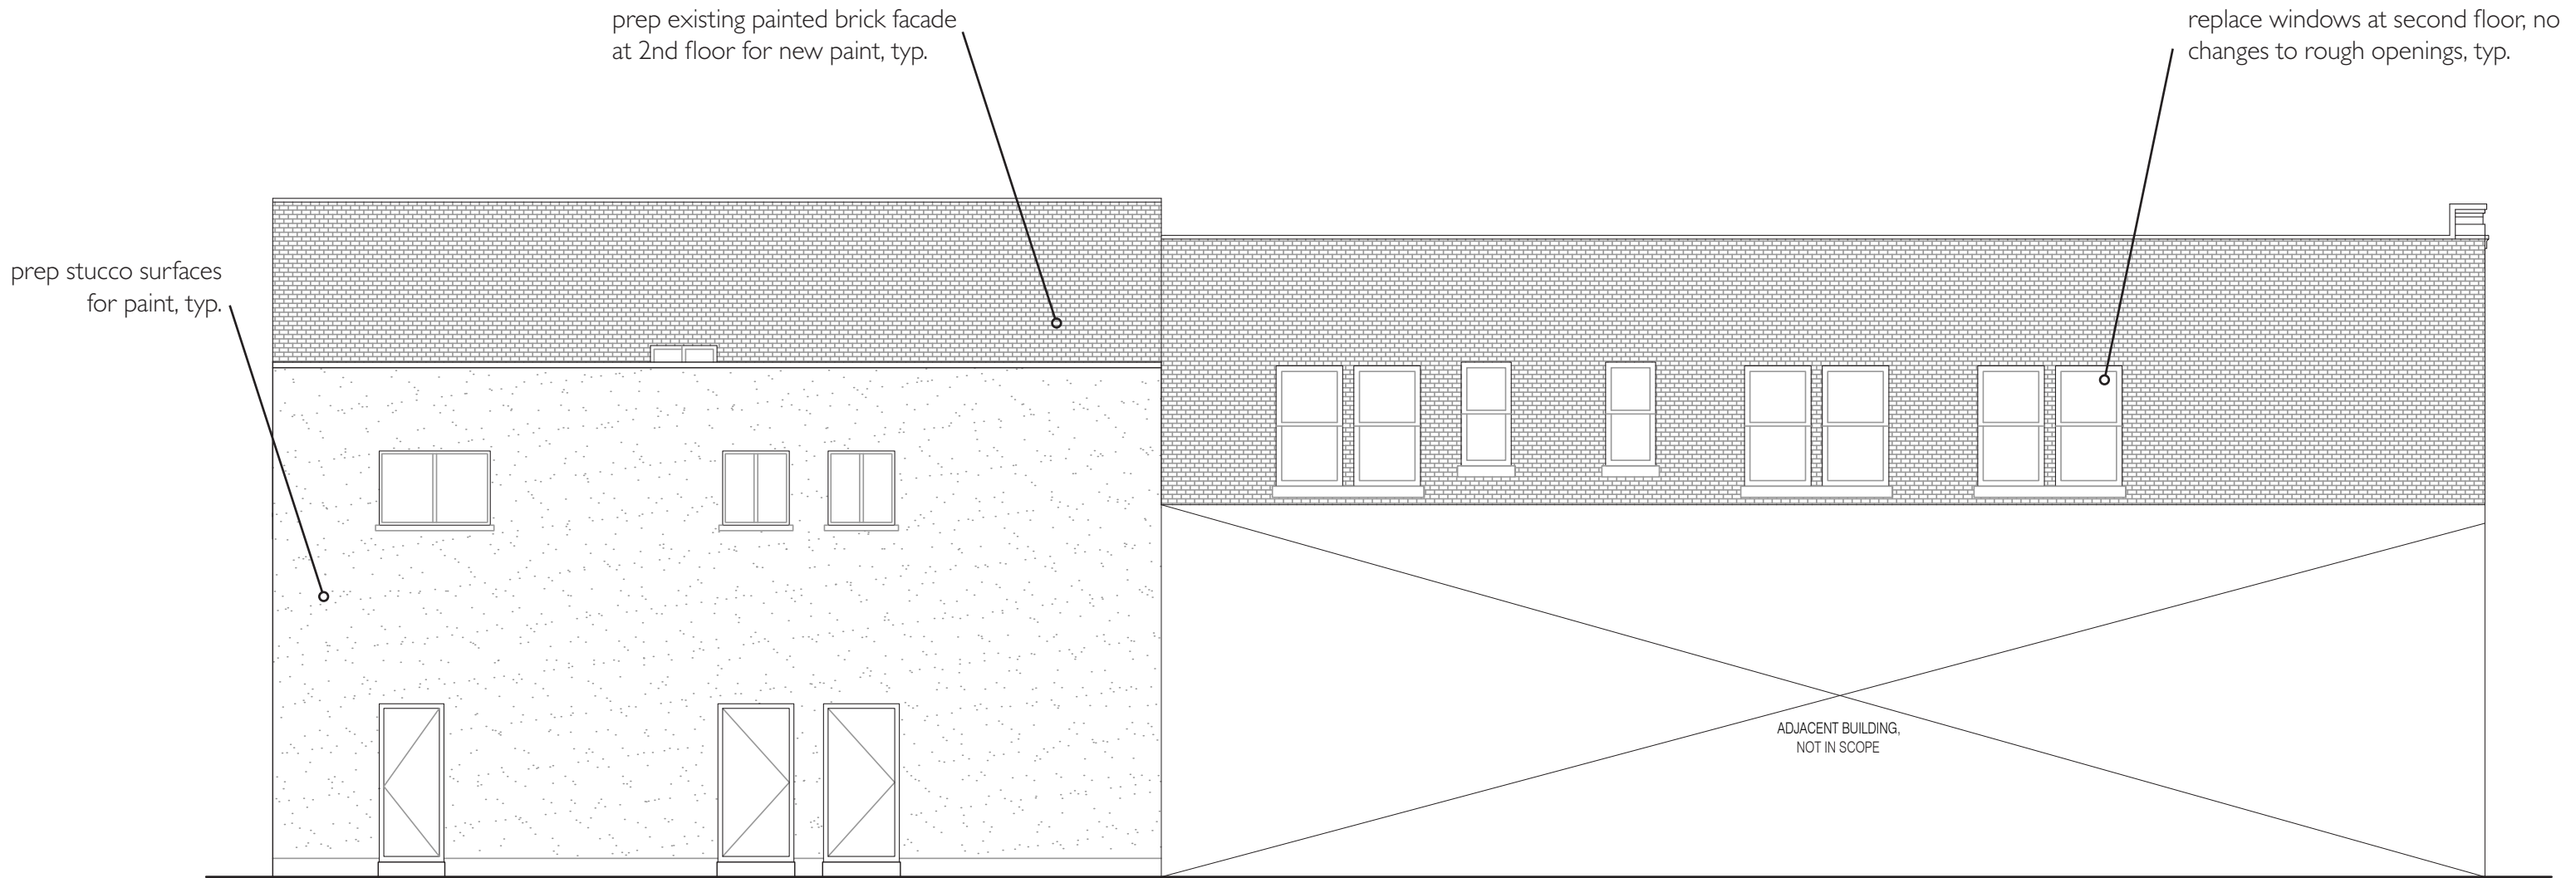 prep existing painted brick facade
at 2nd floor for new paint, typ.
replace windows at second floor, no
changes to rough openings, typ.
prep stucco surfaces
for paint, typ.
ADJACENT BUILDING,
NOT IN SCOPE